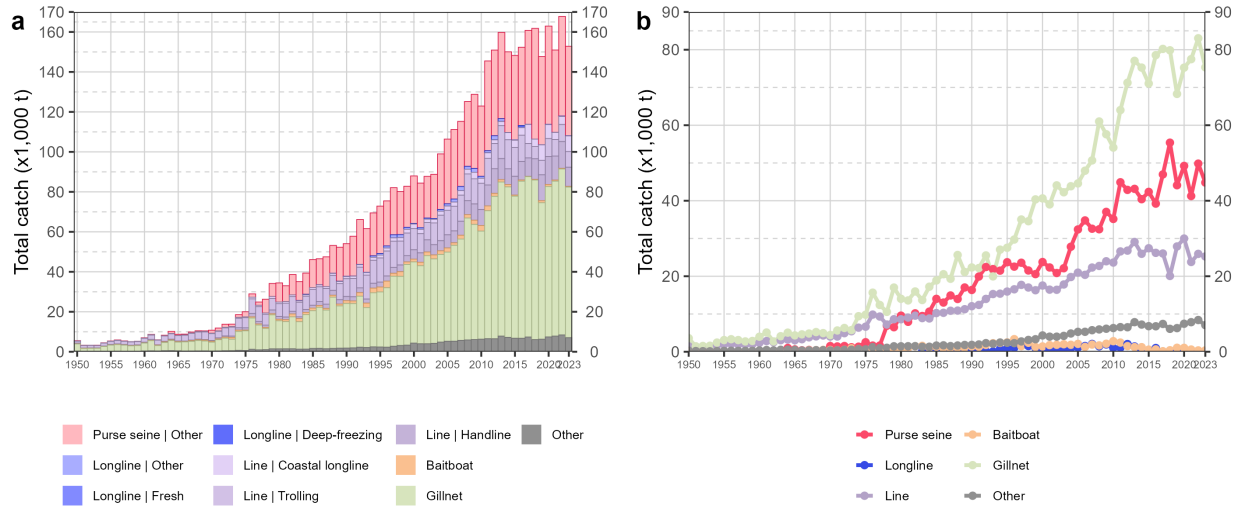 a
b
Total catch (x1,000 t)
170
160
140
120
100
80
60
40
20
0
170
160
140
120
100
80
60
40
20
0
1950 1955 1960 1965 1970 1975 1980 1985 1990 1995 2000 2005 2010 2015 2020 2023
Total catch (x1,000 t)
90
80
60
40
20
0
90
80
60
40
20
0
1950 1955 1960 1965 1970 1975 1980 1985 1990 1995 2000 2005 2010 2015 2020 2023
Purse seine | Other
Longline | Other
Longline | Fresh
Longline | Deep-freezing
Line | Coastal longline
Line | Trolling
Line | Handline
Baitboat
Gillnet
Other
Purse seine
Longline
Line
Baitboat
Gillnet
Other